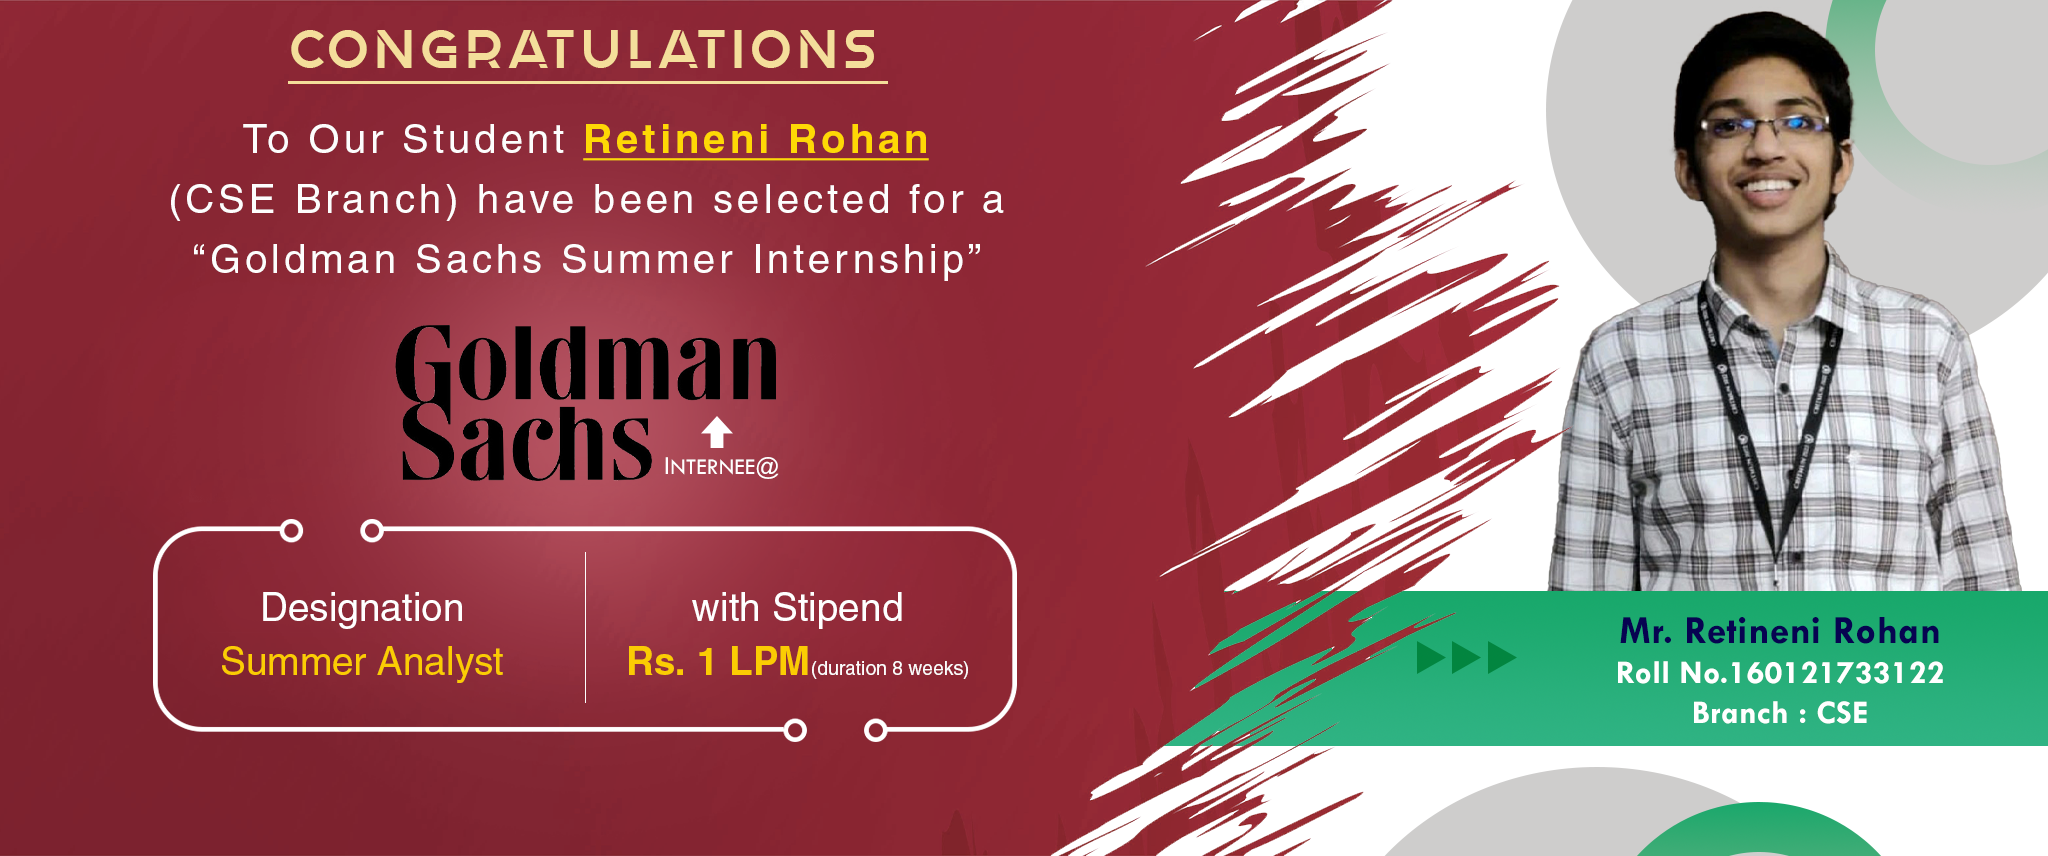 CONGRATULATIONS
To Our Student Retineni Rohan
(CSE Branch) have been selected for a
“Goldman Sachs Summer Internship”
Goldman
Sachs
INTERNEE@
Designation
Summer Analyst
with Stipend
Rs. 1 LPM(duration 8 weeks)
Mr. Retineni Rohan
Roll No.160121733122
Branch : CSE